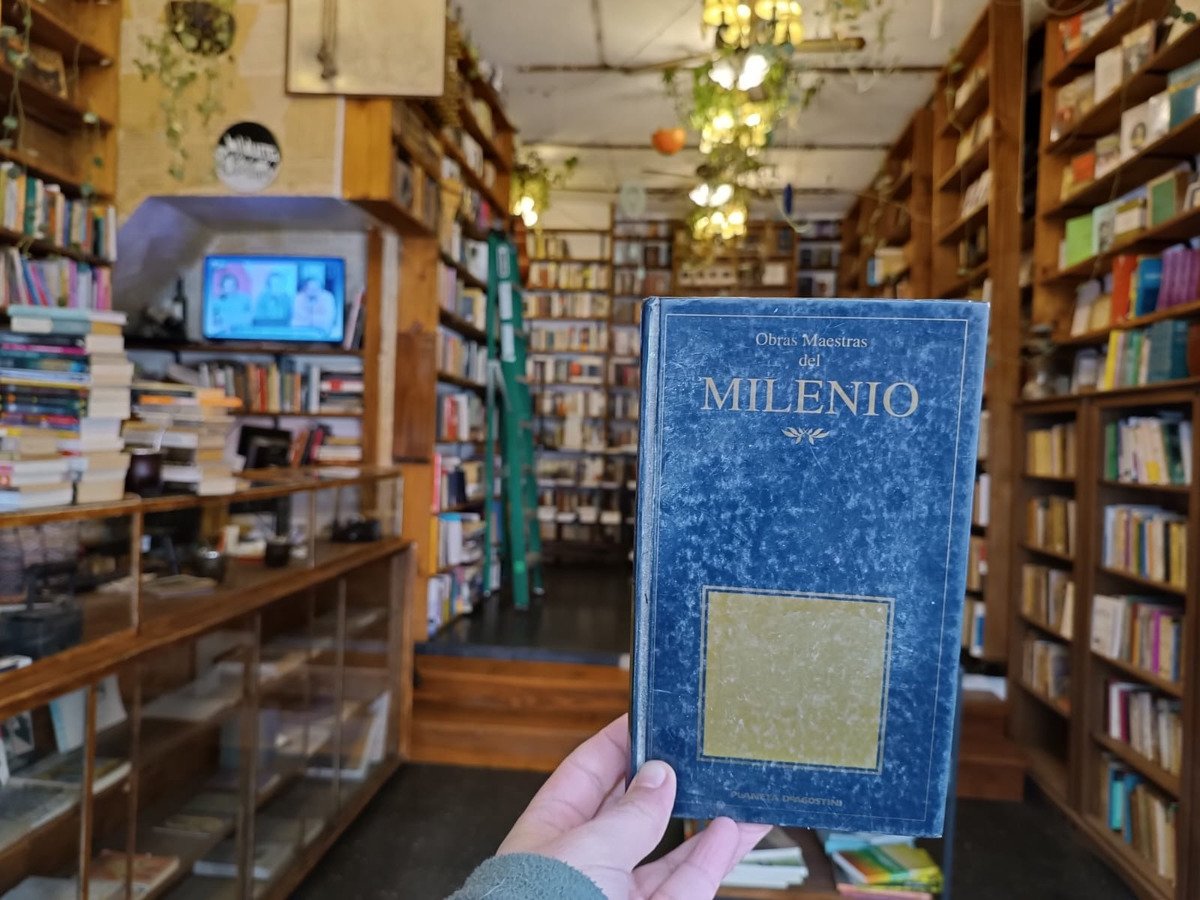 Obras Maestras
del
MILENIO
PLANETA DEAGOSTINI